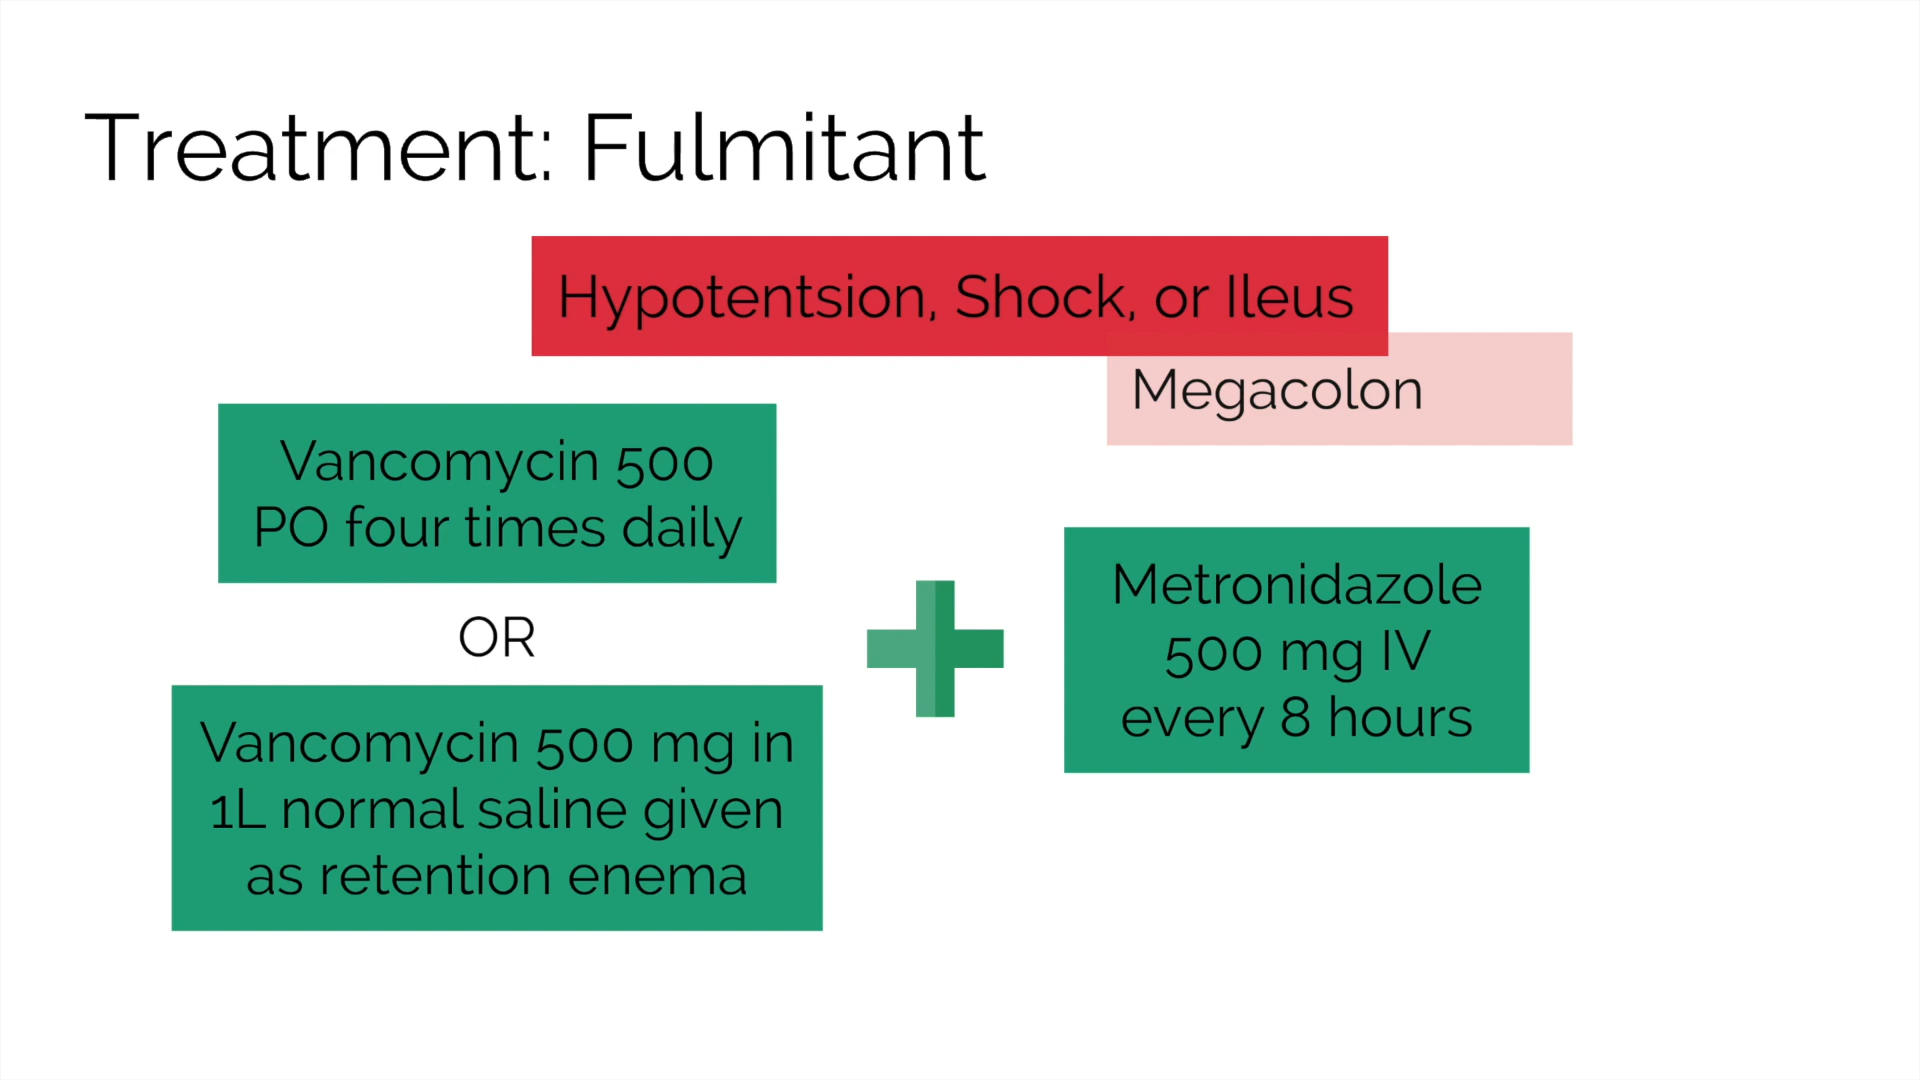 Treatment: Fulmitant
Hypotentsion, Shock, or Ileus
Megacolon
Vancomycin 500
PO four times daily
OR
Vancomycin 500 mg in
1L normal saline given
as retention enema
Metronidazole
500 mg IV
every 8 hours